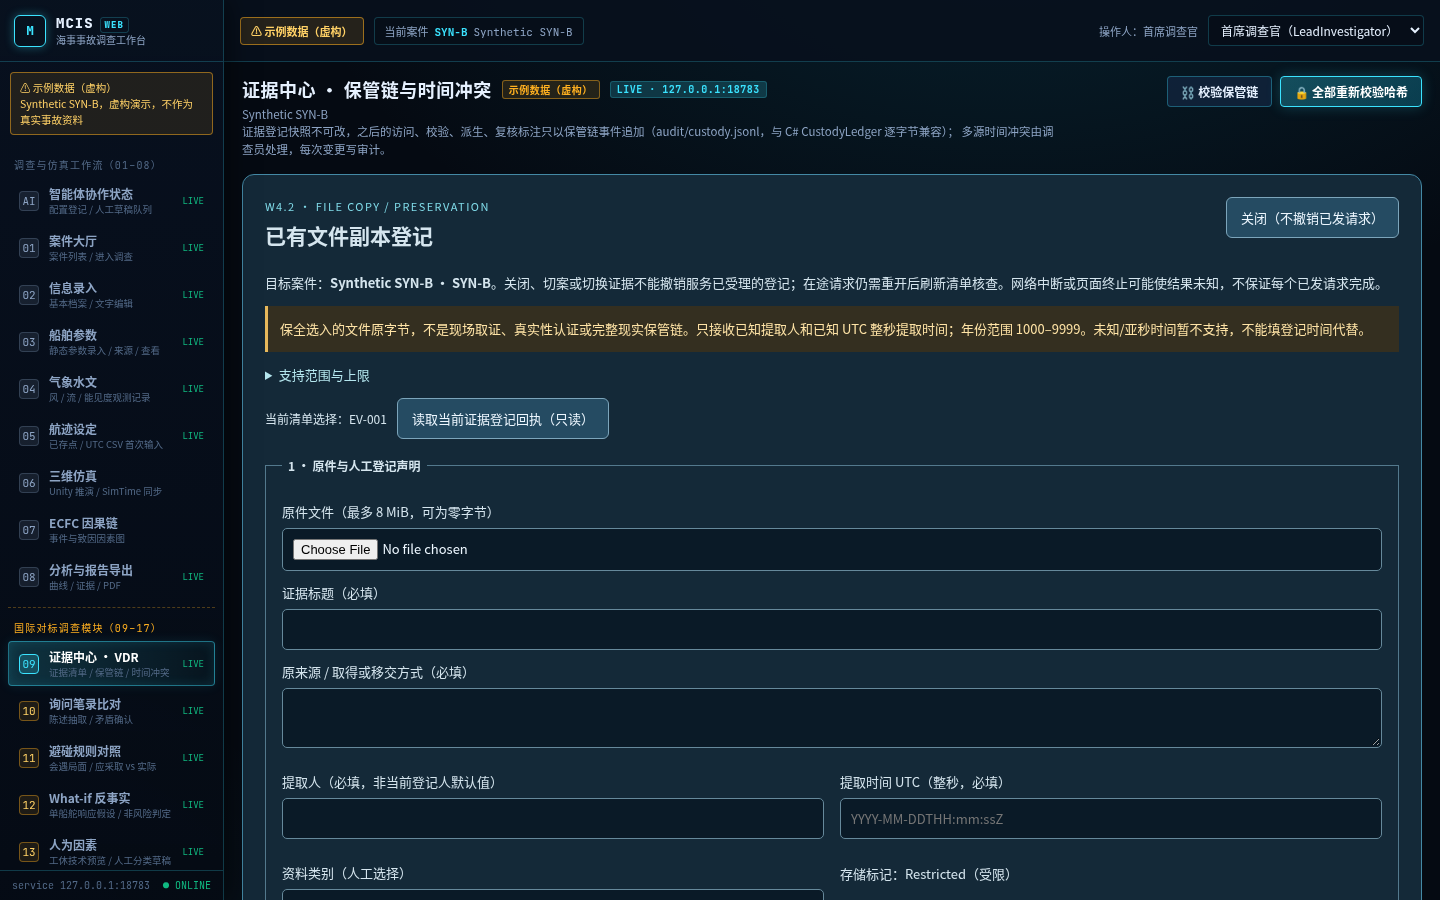 M
MCIS WEB
海事事故调查工作台
⚠ 示例数据（虚构）
当前案件 SYN-B Synthetic SYN-B
操作人：首席调查官
首席调查官（LeadInvestigator）
⚠ 示例数据（虚构）
Synthetic SYN-B，虚构演示，不作为
真实事故资料
调查与仿真工作流（01-08）
AI 智能体协作状态 LIVE
配置登记 / 人工草稿队列
01 案件大厅 LIVE
案件列表 / 进入调查
02 信息录入 LIVE
基本档案 / 文字编辑
03 船舶参数 LIVE
静态参数录入 / 来源 / 查看
04 气象水文 LIVE
风 / 流 / 能见度观测记录
05 航迹设定 LIVE
已存点 / UTC CSV 首次输入
06 三维仿真
Unity 推演 / SimTime 同步
07 ECFC 因果链
事件与致因因素图
08 分析与报告导出 LIVE
曲线 / 证据 / PDF
国际对标调查模块（09-17）
09 证据中心 · VDR LIVE
证据清单 / 保管链 / 时间冲突
10 询问笔录比对 LIVE
陈述抽取 / 矛盾确认
11 避碰规则对照 LIVE
会遇局面 / 应采取 vs 实际
12 What-if 反事实 LIVE
单船舵响应假设 / 非风险判定
13 人为因素 LIVE
工休技术预览 / 人工分类草稿
service 127.0.0.1:18783 ● ONLINE
证据中心 · 保管链与时间冲突
示例数据（虚构）
LIVE · 127.0.0.1:18783
⛓ 校验保管链
🔒 全部重新校验哈希
Synthetic SYN-B
证据登记快照不可改，之后的访问、校验、派生、复核标注只以保管链事件追加（audit/custody.jsonl，与 C# CustodyLedger 逐字节兼容）； 多源时间冲突由调
查员处理，每次变更写审计。
W4.2 · FILE COPY / PRESERVATION
已有文件副本登记
关闭（不撤销已发请求）
目标案件：Synthetic SYN-B · SYN-B。关闭、切案或切换证据不能撤销服务已受理的登记；在途请求仍需重开后刷新清单核查。网络中断或页面终止可能使结果未知，不保证每个已发请求完成。
保全选入的文件原字节，不是现场取证、真实性认证或完整现实保管链。只接收已知提取人和已知 UTC 整秒提取时间；年份范围 1000–9999。未知/亚秒时间暂不支持，不能填登记时间代替。
▶ 支持范围与上限
当前清单选择：EV-001
读取当前证据登记回执（只读）
1 · 原件与人工登记声明
原件文件（最多 8 MiB，可为零字节）
Choose File No file chosen
证据标题（必填）
原来源 / 取得或移交方式（必填）
提取人（必填，非当前登记人默认值）
提取时间 UTC（整秒，必填）
YYYY-MM-DDTHH:mm:ssZ
资料类别（人工选择）
存储标记：Restricted（受限）